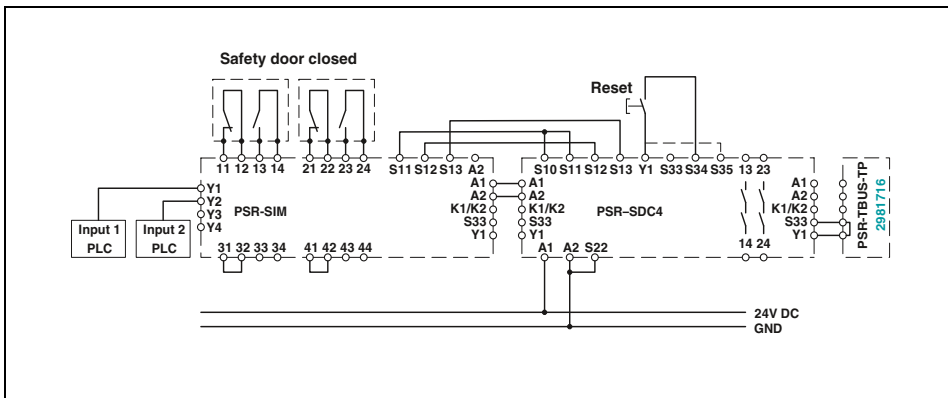 Safety door closed
Reset
11 12 13 14 21 22 23 24 S11 S12 S13 A2
S10 S11 S12 S13 Y1 S33 S34 S35 13 23
Y1
Y2
Y3
Y4
PSR-SIM
A1
A2
K1/K2
S33
Y1
A1
A2
K1/K2
S33
Y1
PSR–SDC4
A1
A2
K1/K2
S33
Y1
PSR-TBUS-TP
2981716
Input 1
PLC
Input 2
PLC
31 32 33 34 41 42 43 44
A1 A2 S22
14 24
24V DC
GND